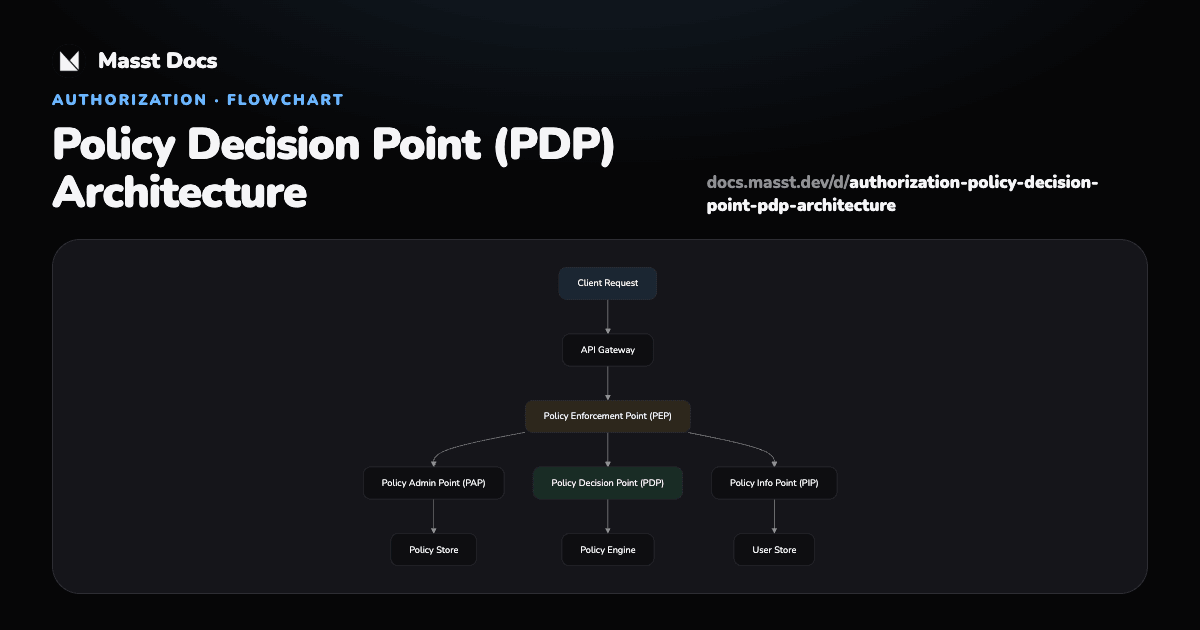 Masst Docs
AUTHORIZATION · FLOWCHART
Policy Decision Point (PDP)
Architecture
docs.masst.dev/d/authorization-policy-decision-
point-pdp-architecture
Client Request
API Gateway
Policy Enforcement Point (PEP)
Policy Admin Point (PAP)
Policy Decision Point (PDP)
Policy Info Point (PIP)
Policy Store
Policy Engine
User Store